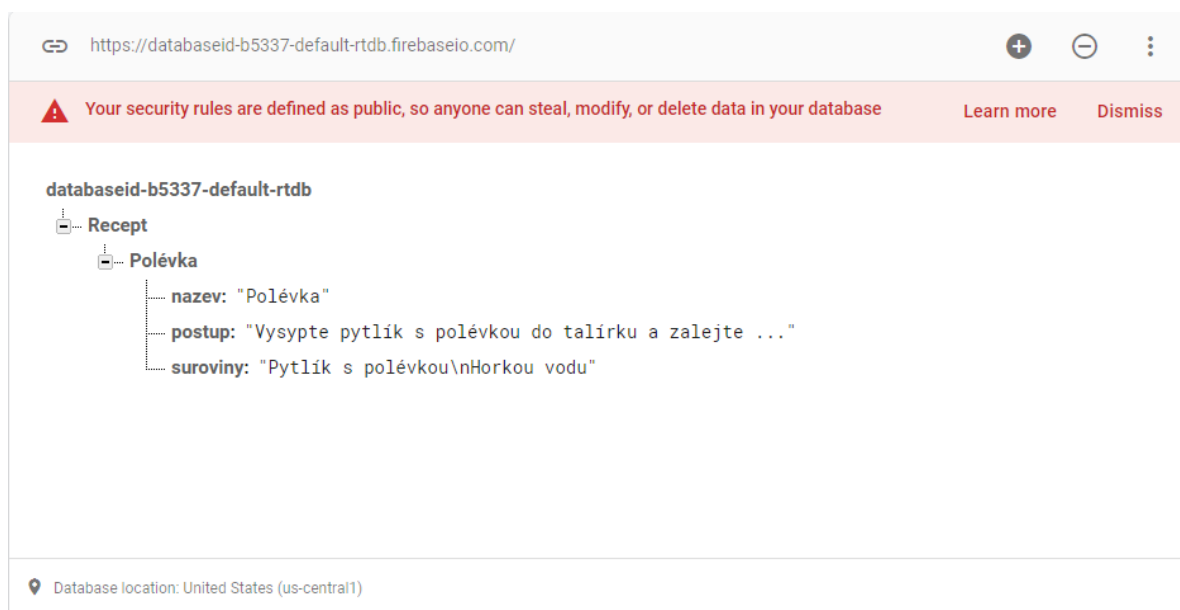 https://databaseid-b5337-default-rtdb.firebaseio.com/
Your security rules are defined as public, so anyone can steal, modify, or delete data in your database Learn more Dismiss
databaseid-b5337-default-rtdb
Recept
Polévka
nazev: "Polévka"
postup: "Vysypte pytlík s polévkou do talírku a zalejte ..."
suroviny: "Pytlík s polévkou\nHorkou vodu"
Database location: United States (us-central1)